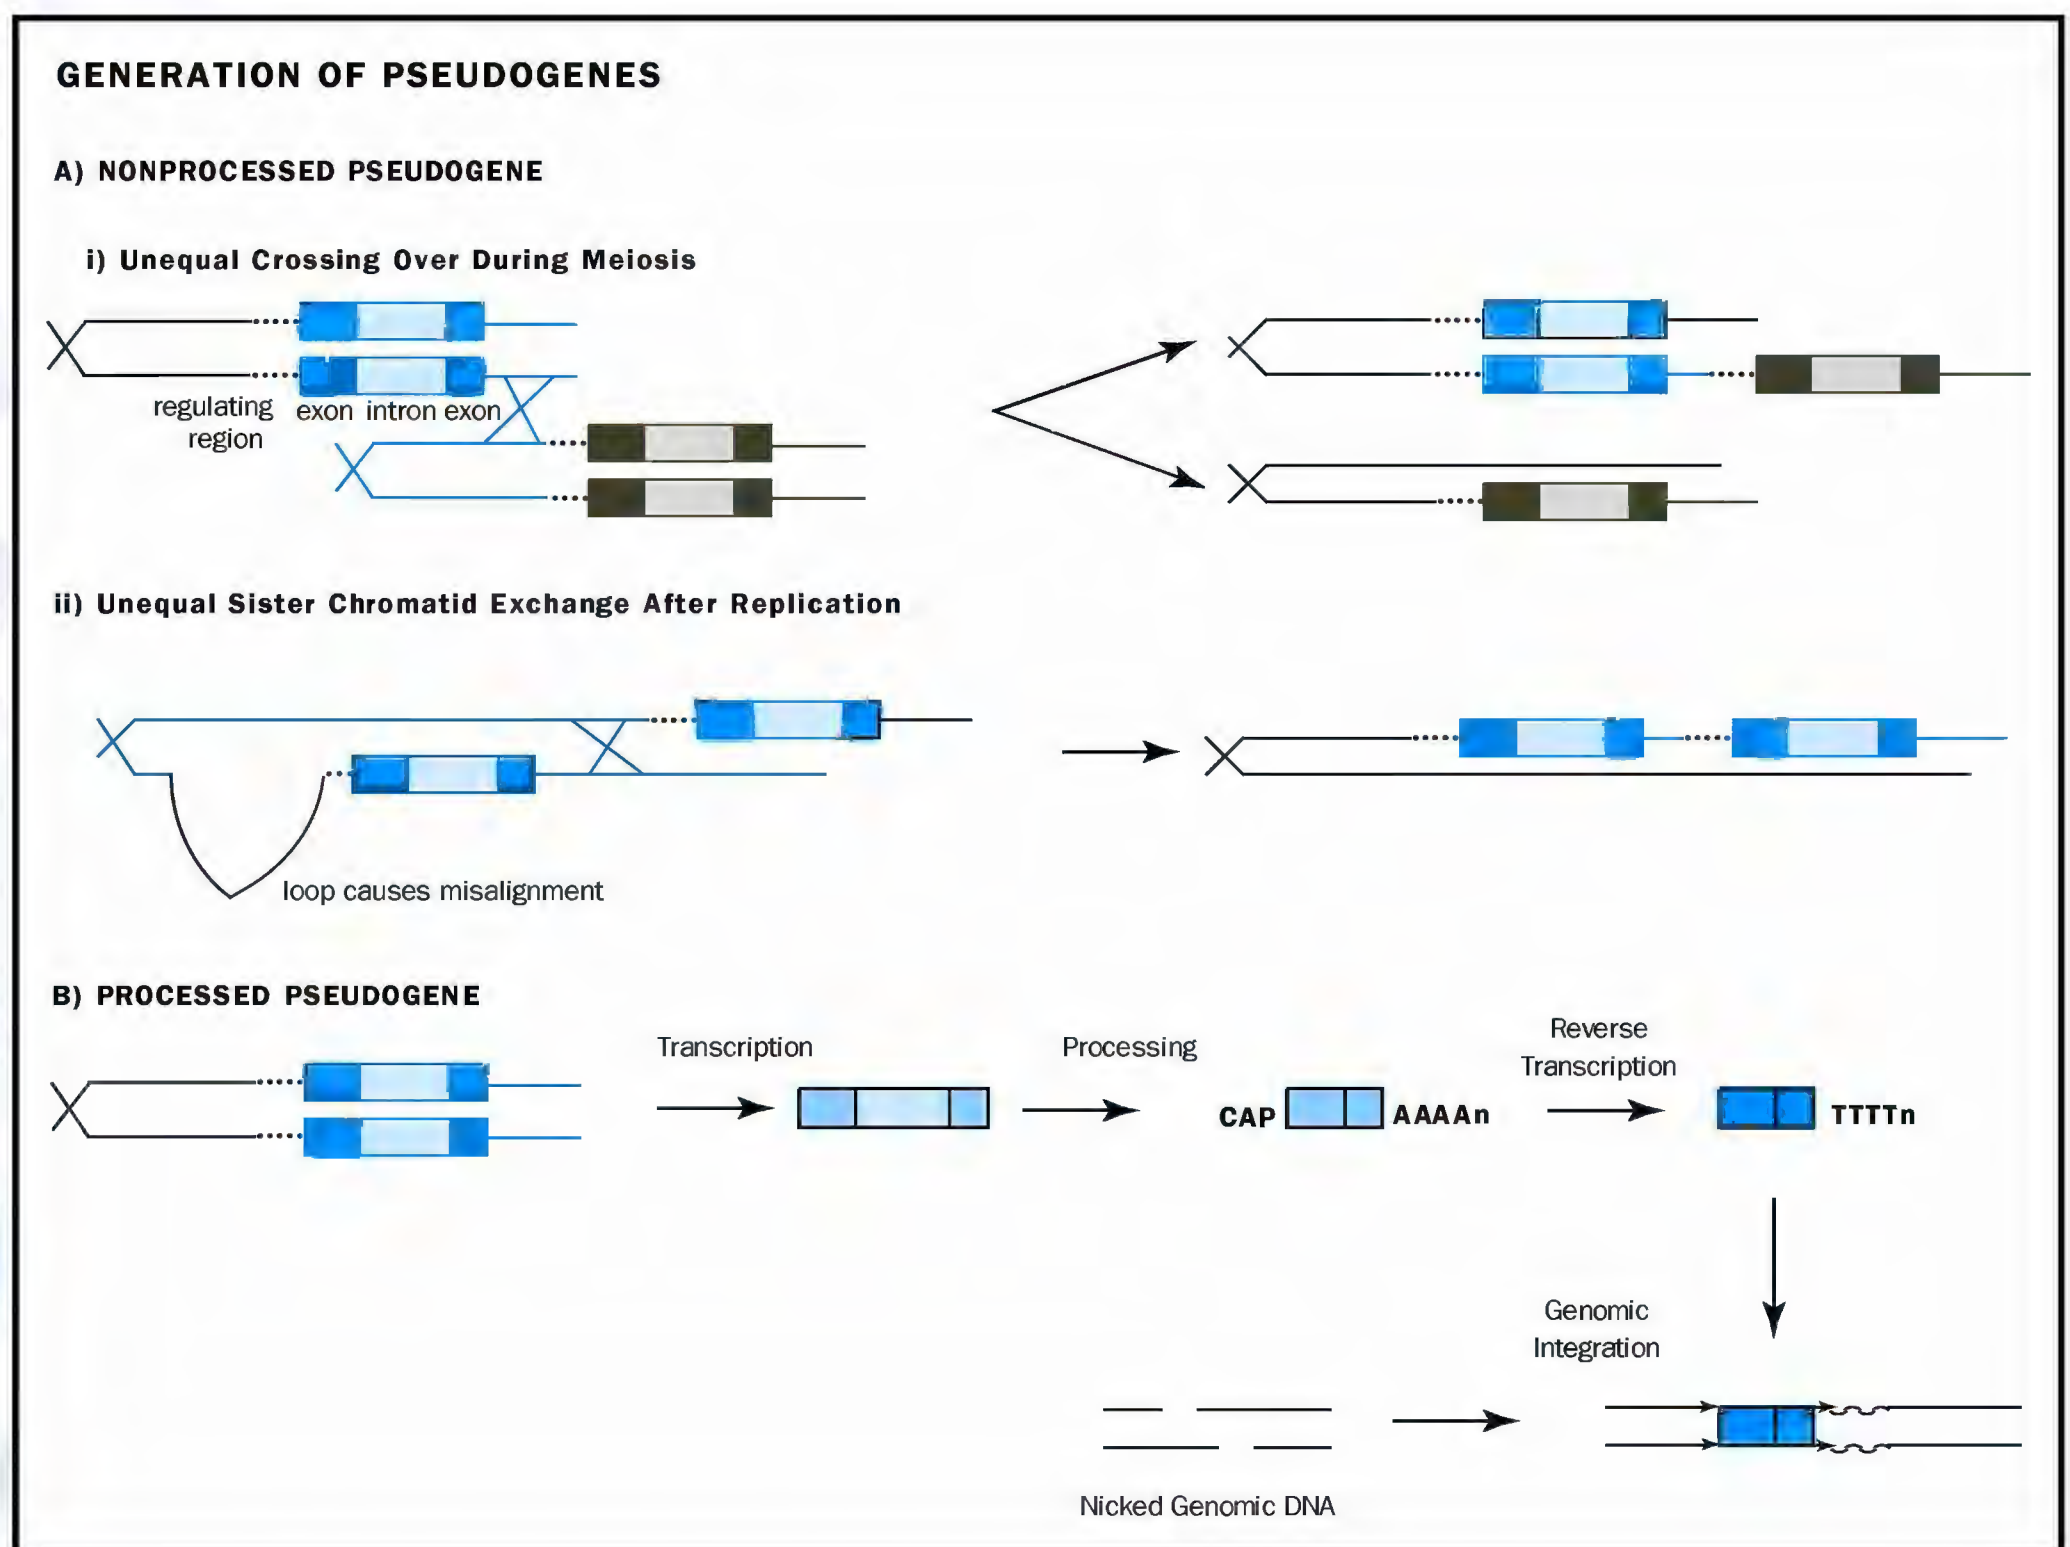 GENERATION OF PSEUDOGENES
A) NONPROCESSED PSEUDOGENE
i) Unequal Crossing Over During Meiosis
regulating
region
exon intron exon
ii) Unequal Sister Chromatid Exchange After Replication
loop causes misalignment
B) PROCESSED PSEUDOGENE
Transcription
Processing
CAP
AAAAn
Reverse
Transcription
TTTTn
Genomic
Integration
Nicked Genomic DNA